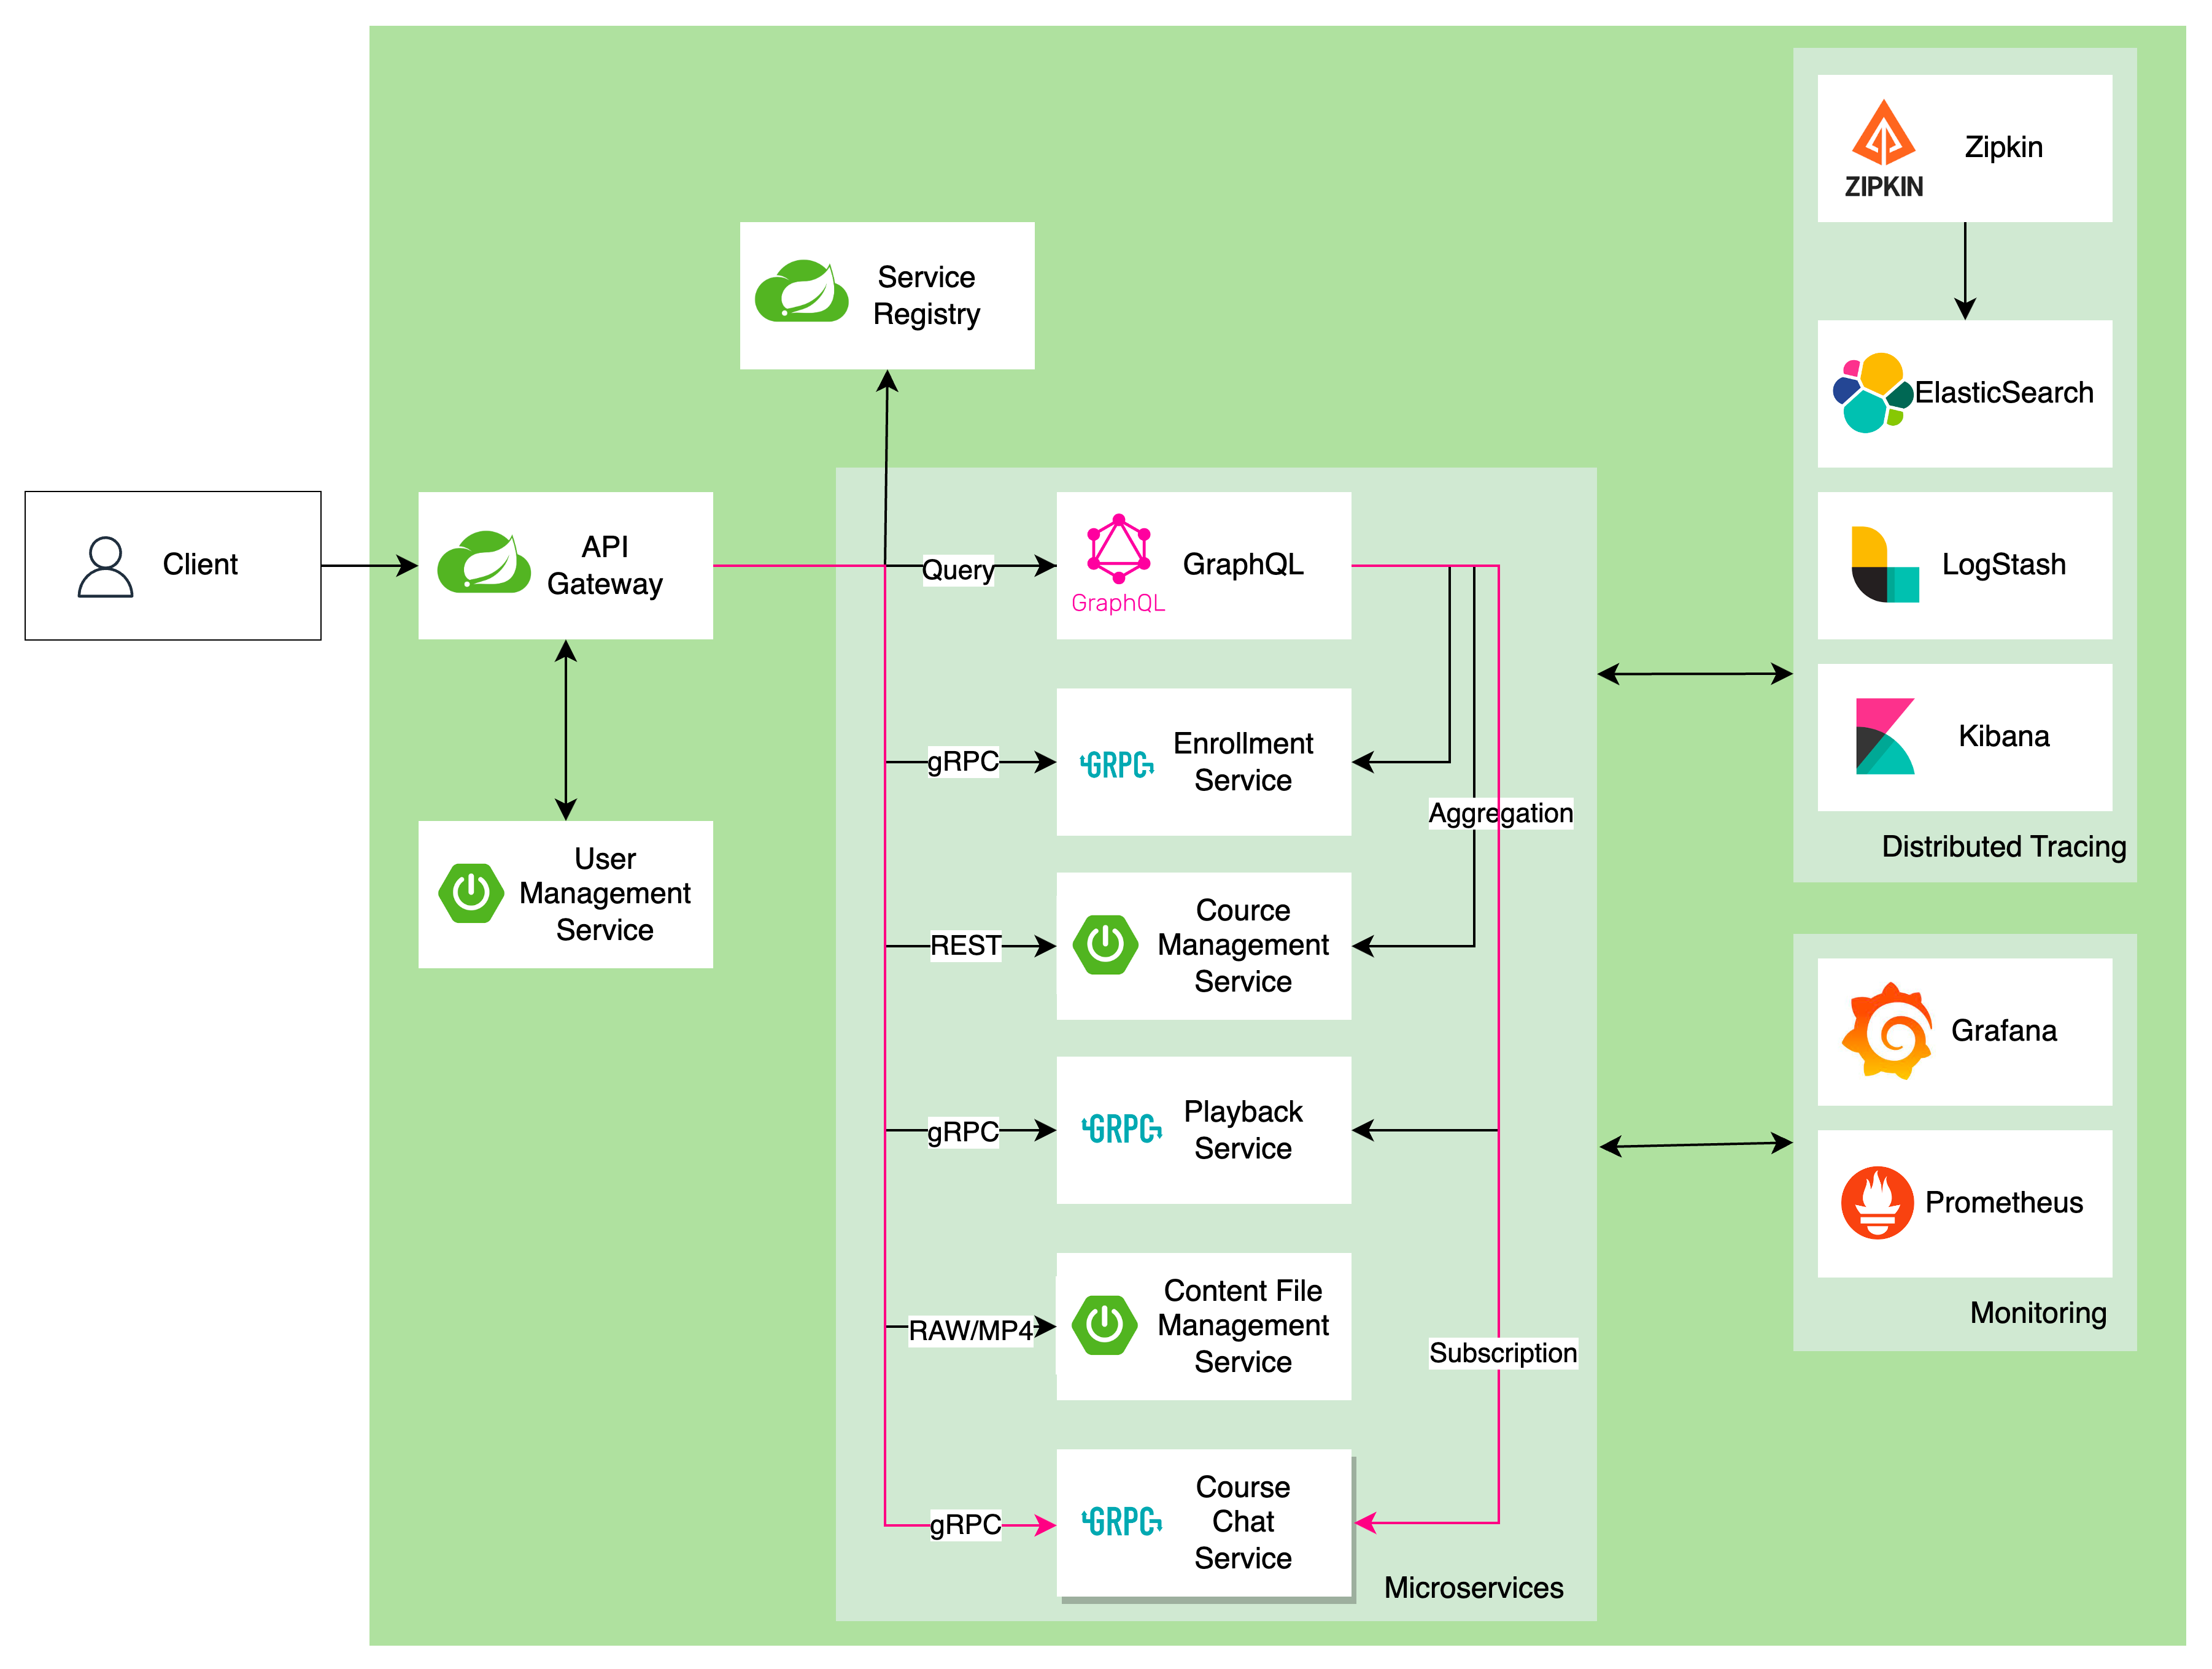 Client
API
Gateway
User
Management
Service
Service
Registry
Query
GraphQL
GraphQL
gRPC
GRPC
Enrollment
Service
Aggregation
REST
Cource
Management
Service
gRPC
GRPC
Playback
Service
RAW/MP4
Content File
Management
Service
Subscription
gRPC
GRPC
Course
Chat
Service
Microservices
ZIPKIN
Zipkin
ElasticSearch
LogStash
Kibana
Distributed Tracing
Grafana
Prometheus
Monitoring